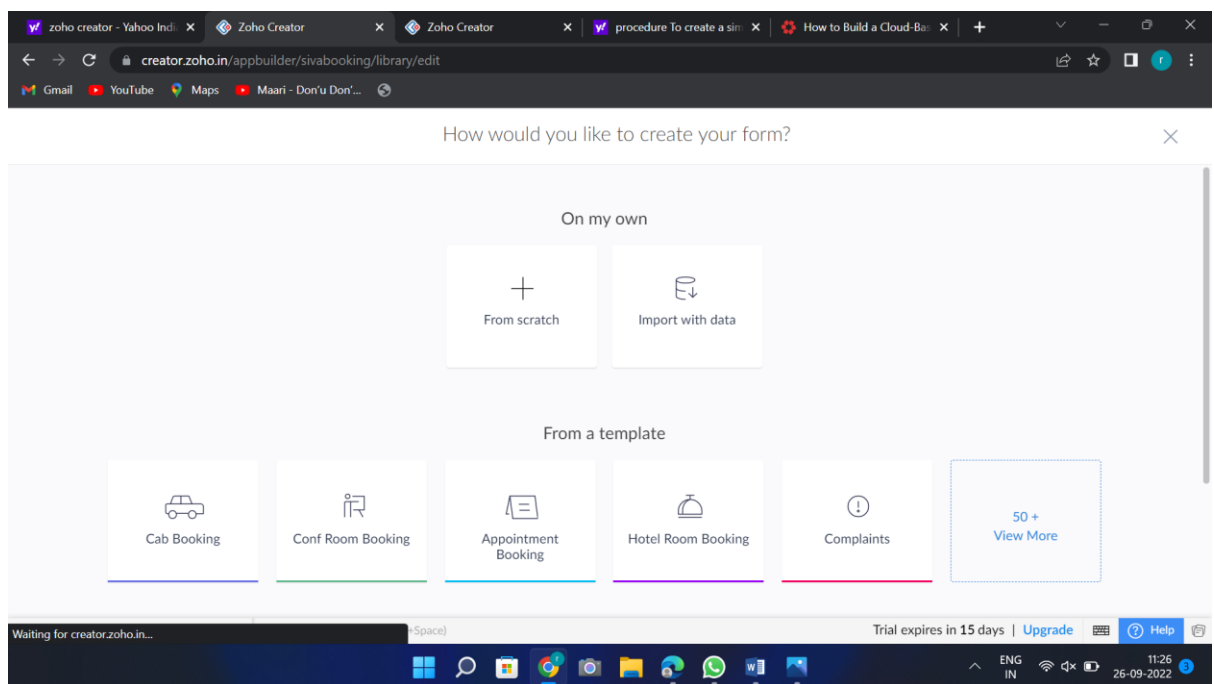 zoho creator - Yahoo Indi
Zoho Creator
Zoho Creator
procedure To create a sim
How to Build a Cloud-Bas
creator.zoho.in/appbuilder/sivabooking/library/edit
r
Gmail
YouTube
Maps
Maari - Don'u Don'...
How would you like to create your form?
On my own
From scratch
Import with data
From a template
Cab Booking
Conf Room Booking
Appointment
Booking
Hotel Room Booking
Complaints
50 +
View More
Waiting for creator.zoho.in...
+Space)
Trial expires in 15 days | Upgrade
Help
ENG
IN
11:26
26-09-2022
3